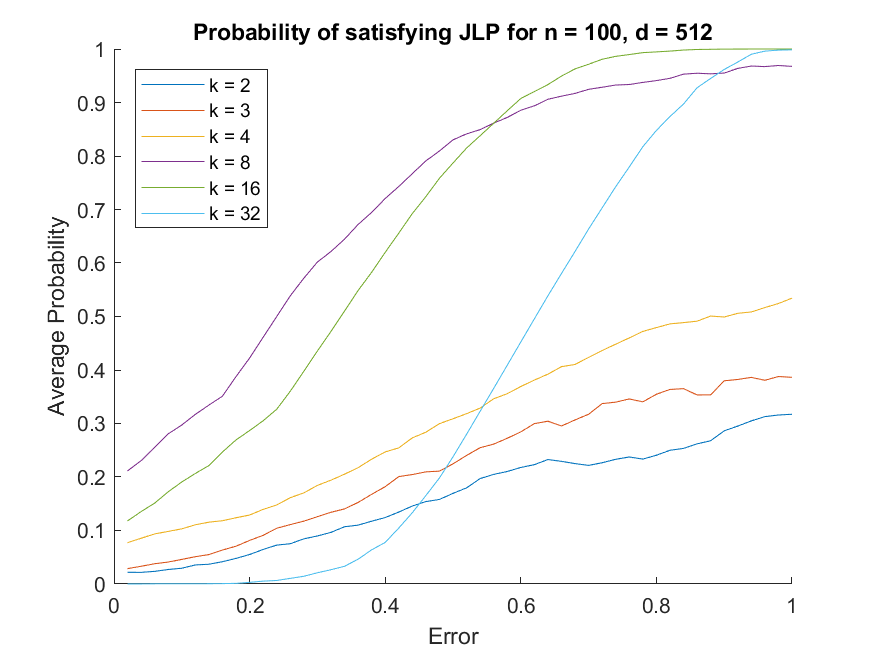 Probability of satisfying JLP for n = 100, d = 512
1
0.9
0.8
0.7
0.6
0.5
0.4
0.3
0.2
0.1
0
Average Probability
k = 2
k = 3
k = 4
k = 8
k = 16
k = 32
0 0.2 0.4 0.6 0.8 1
Error